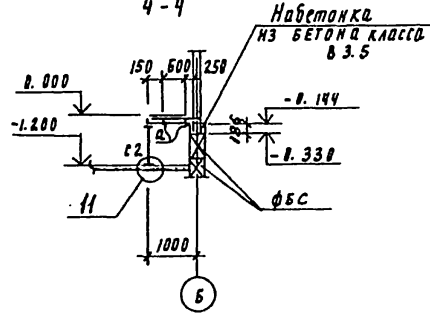 4-4
Набетонка
из бетона класса
В 3.5
150 500 250
0.000
-0.144
186
-1.200
а
с2
-0.330
11
ФБС
1000
Б